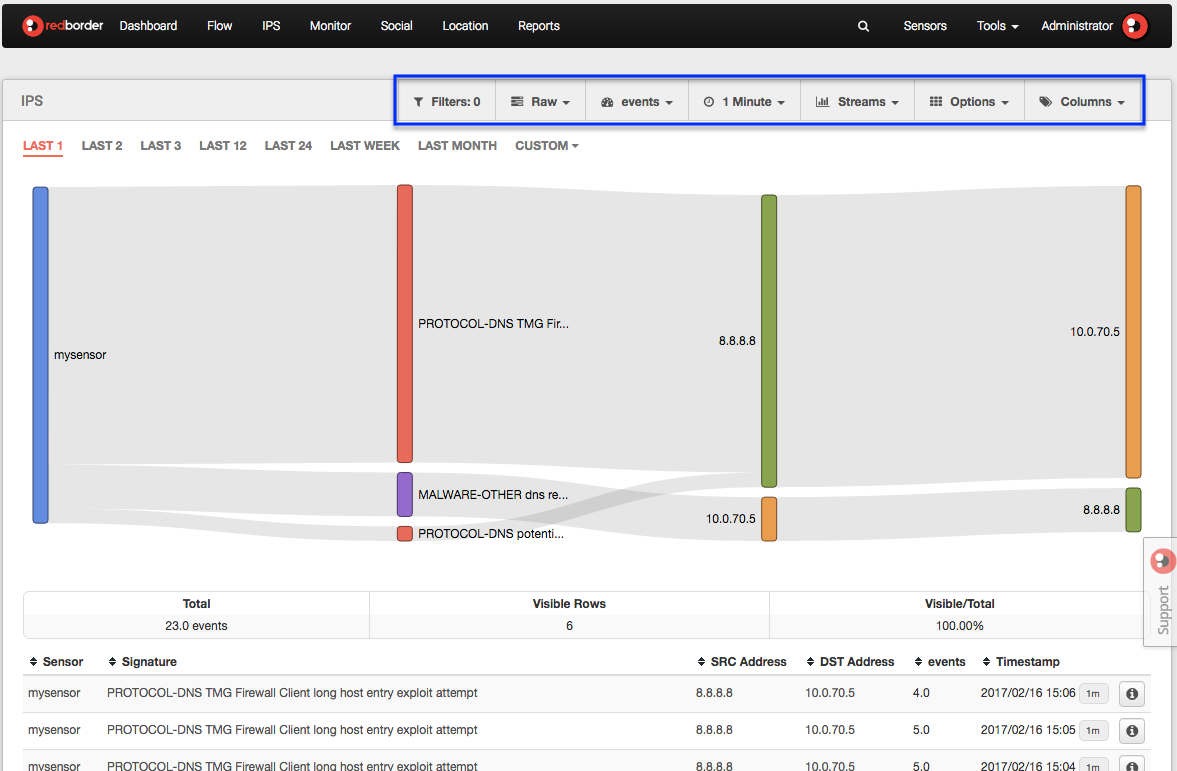 redborder Dashboard Flow IPS Monitor Social Location Reports Sensors Tools Administrator
IPS Filters: 0 Raw events 1 Minute Streams Options Columns
LAST 1 LAST 2 LAST 3 LAST 12 LAST 24 LAST WEEK LAST MONTH CUSTOM
mysensor
PROTOCOL-DNS TMG Fir...
MALWARE-OTHER dns re...
PROTOCOL-DNS potenti...
8.8.8.8
10.0.70.5
10.0.70.5
8.8.8.8
Support
Total Visible Rows Visible/Total
23.0 events 6 100.00%
Sensor Signature SRC Address DST Address events Timestamp
mysensor PROTOCOL-DNS TMG Firewall Client long host entry exploit attempt 8.8.8.8 10.0.70.5 4.0 2017/02/16 15:06 1m
mysensor PROTOCOL-DNS TMG Firewall Client long host entry exploit attempt 8.8.8.8 10.0.70.5 5.0 2017/02/16 15:05 1m
mysensor PROTOCOL-DNS TMG Firewall Client long host entry exploit attempt 8.8.8.8 10.0.70.5 5.0 2017/02/16 15:04 1m